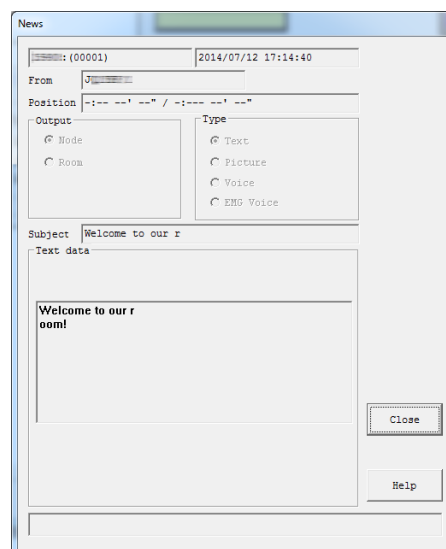 News
:(00001)
2014/07/12 17:14:40
From J
Position -:-- --' --" / -:--- --' --"
Output
Node
Room
Type
Text
Picture
Voice
EMG Voice
Subject Welcome to our r
Text data
Welcome to our r
oom!
Close
Help